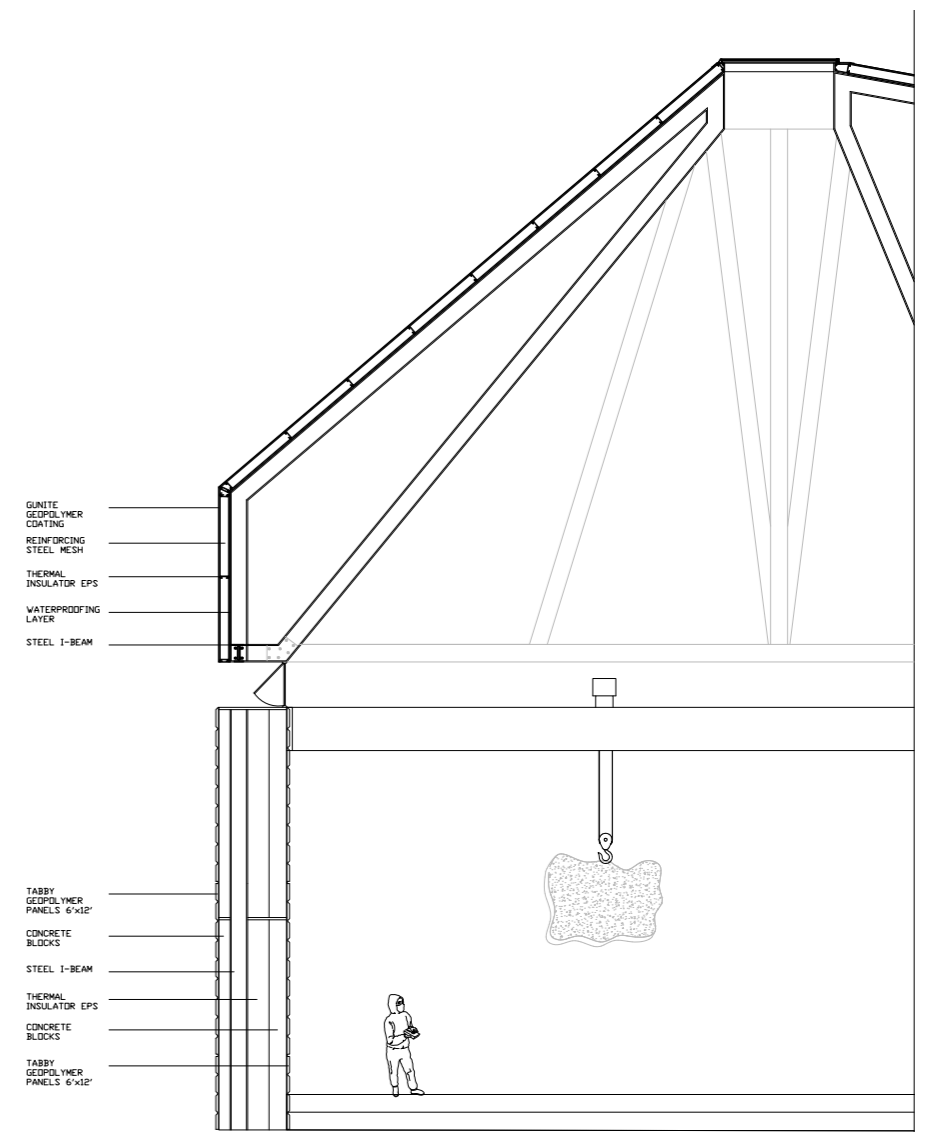 GUNITE
GEOPOLYMER
COATING
REINFORCING
STEEL MESH
THERMAL
INSULATOR EPS
WATERPROOFING
LAYER
STEEL I-BEAM
TABBY
GEOPOLYMER
PANELS 6'x12'
CONCRETE
BLOCKS
STEEL I-BEAM
THERMAL
INSULATOR EPS
CONCRETE
BLOCKS
TABBY
GEOPOLYMER
PANELS 6'x12'